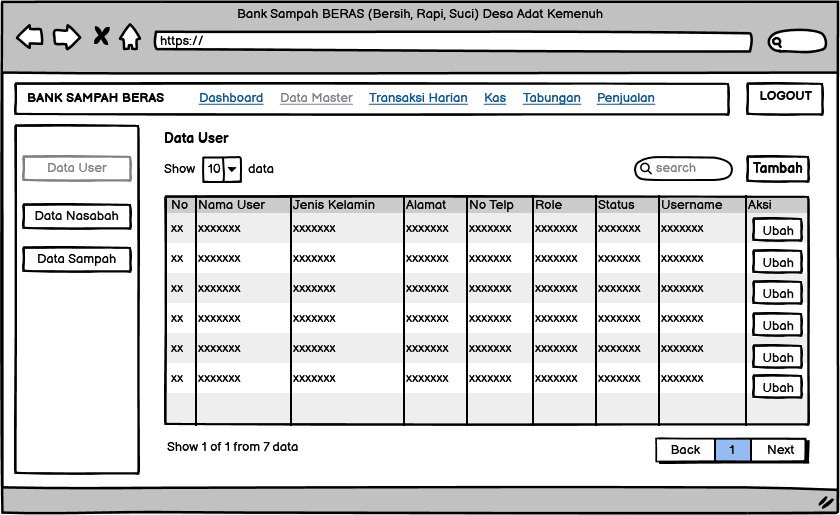 Bank Sampah BERAS (Bersih, Rapi, Suci) Desa Adat Kemenuh
https://
BANK SAMPAH BERAS Dashboard Data Master Transaksi Harian Kas Tabungan Penjualan LOGOUT
Data User
Data Nasabah
Data Sampah
Data User
Show 10 data search Tambah
No Nama User Jenis Kelamin Alamat No Telp Role Status Username Aksi
xx xxxxxxx xxxxxxx xxxxxxx xxxxxxx xxxxxxx xxxxxxx xxxxxxx Ubah
xx xxxxxxx xxxxxxx xxxxxxx xxxxxxx xxxxxxx xxxxxxx xxxxxxx Ubah
xx xxxxxxx xxxxxxx xxxxxxx xxxxxxx xxxxxxx xxxxxxx xxxxxxx Ubah
xx xxxxxxx xxxxxxx xxxxxxx xxxxxxx xxxxxxx xxxxxxx xxxxxxx Ubah
xx xxxxxxx xxxxxxx xxxxxxx xxxxxxx xxxxxxx xxxxxxx xxxxxxx Ubah
xx xxxxxxx xxxxxxx xxxxxxx xxxxxxx xxxxxxx xxxxxxx xxxxxxx Ubah
Show 1 of 1 from 7 data Back 1 Next